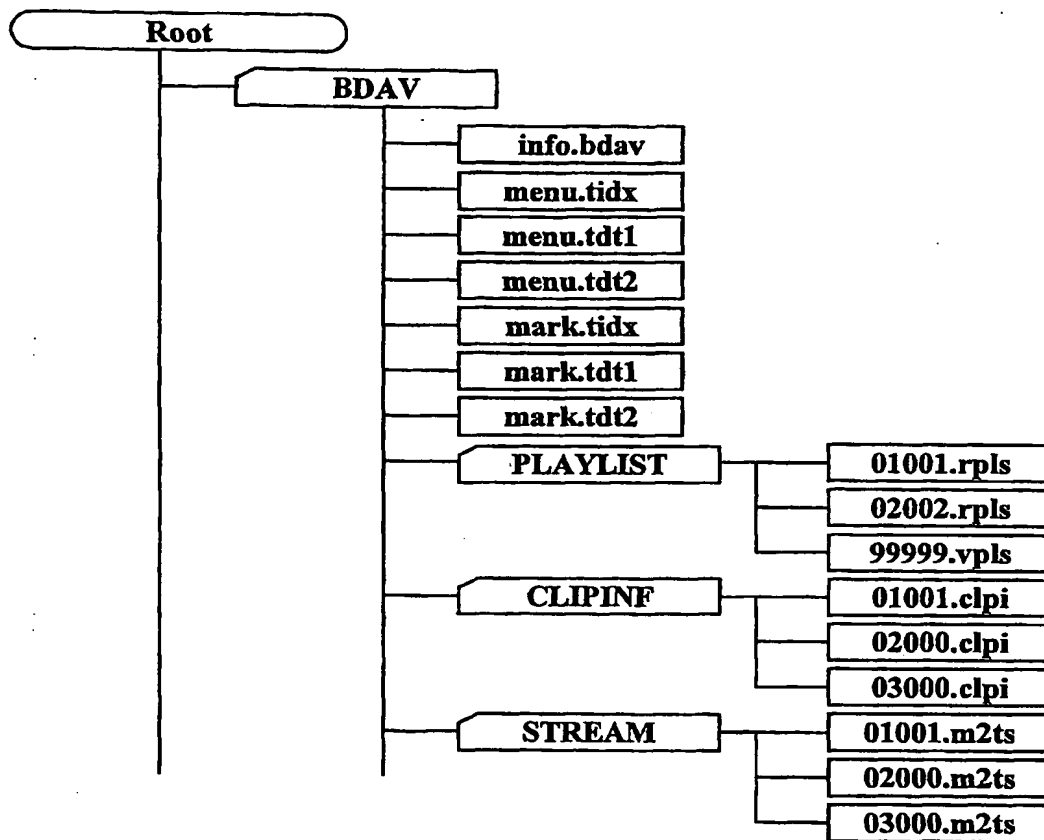 Root
BDAV
info.bdav
menu.tidx
menu.tdt1
menu.tdt2
mark.tidx
mark.tdt1
mark.tdt2
PLAYLIST
01001.rpls
02002.rpls
99999.vpls
CLIPINF
01001.clpi
02000.clpi
03000.clpi
STREAM
01001.m2ts
02000.m2ts
03000.m2ts